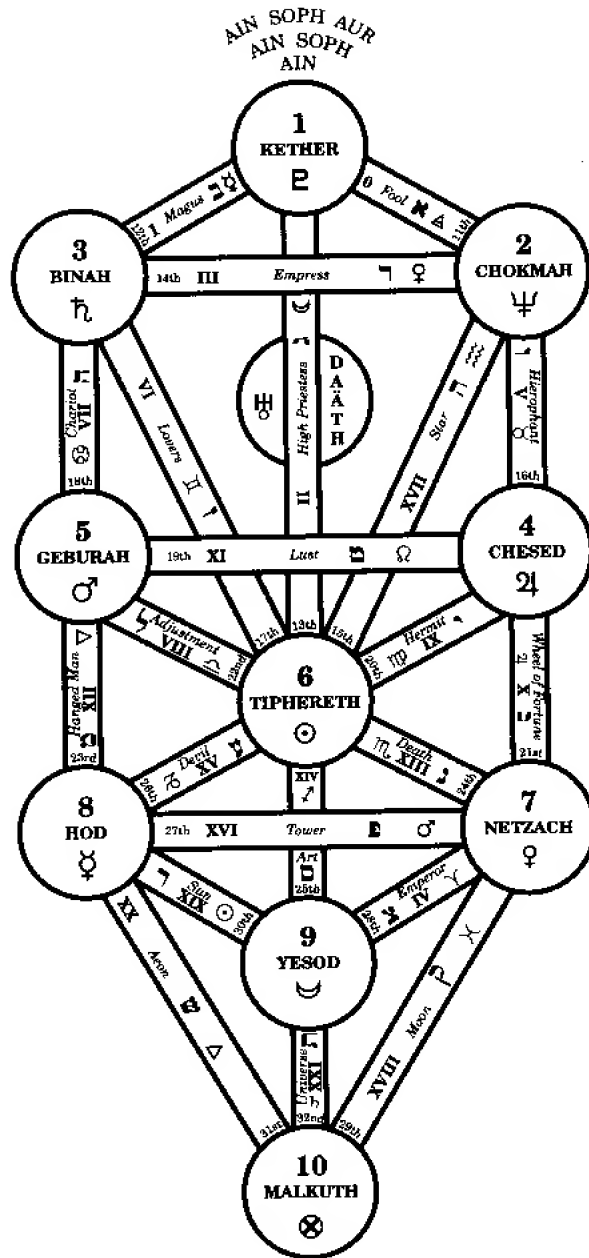 AIN SOPH AUR
AIN SOPH
AIN
1
KETHER
♇
12th I Magus ב ☿
0 Fool א 🜁 11th
3
BINAH
♄
14th III Empress ד ♀
2
CHOKMAH
♆
☽ ג High Priestess II 13th
♅
DAÄTH
ח Chariot VII ♋ 18th
VI Lovers ♊ ז 17th
♒ ה Star XVII 15th
ו Hierophant V ♉ 16th
5
GEBURAH
♂
19th XI Lust ט ♌
4
CHESED
♃
ל Adjustment VIII ♎ 22nd
20th ♍ Hermit IX י
6
TIPHERETH
☉
Hanged Man XII מ 23rd
Wheel of Fortune ♃ X כ 21st
26th ♑ Devil XV ע
♏ Death XIII נ 24th
8
HOD
☿
XIV ♐
27th XVI Tower פ ♂
7
NETZACH
♀
Art ס 25th
ר Sun XIX ☉ 30th
28th צ Emperor IV ♈
9
YESOD
☽
XX Aeon ש △ 31st
ת Universe XXI ♄ 32nd
♓ ק Moon XVIII 29th
10
MALKUTH
⊗